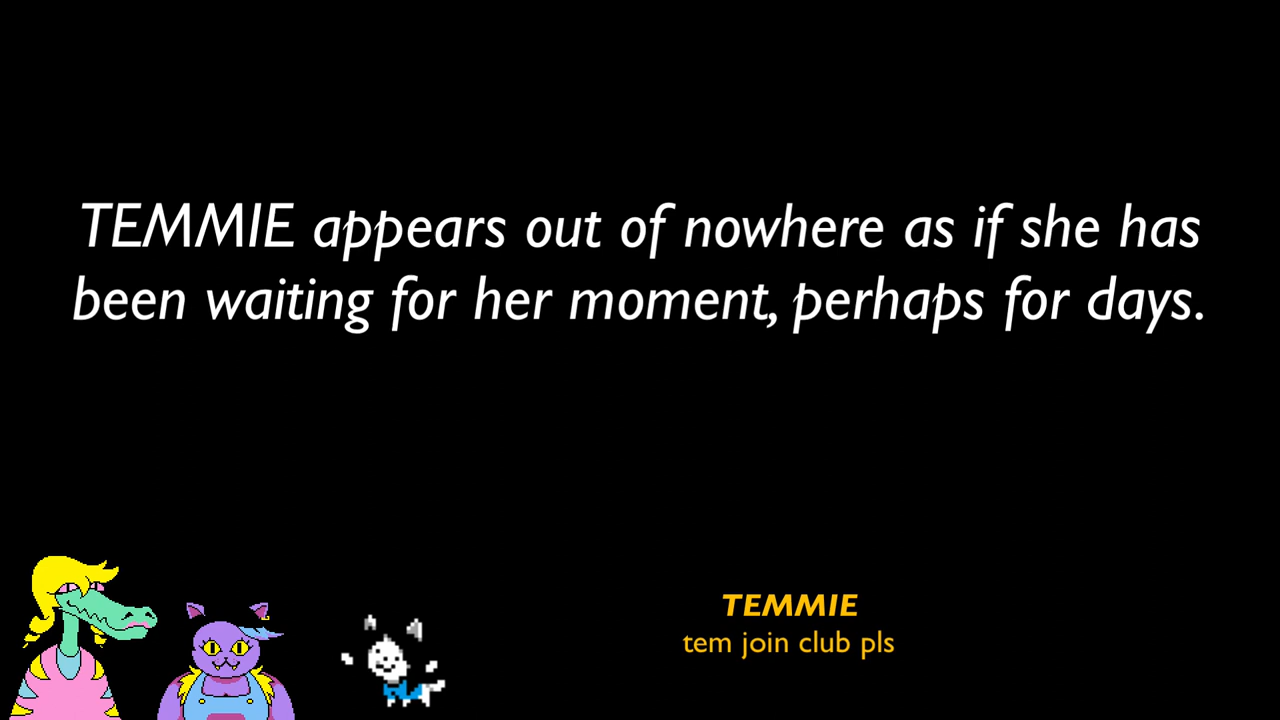 TEMMIE appears out of nowhere as if she has
been waiting for her moment, perhaps for days.
TEMMIE
tem join club pls